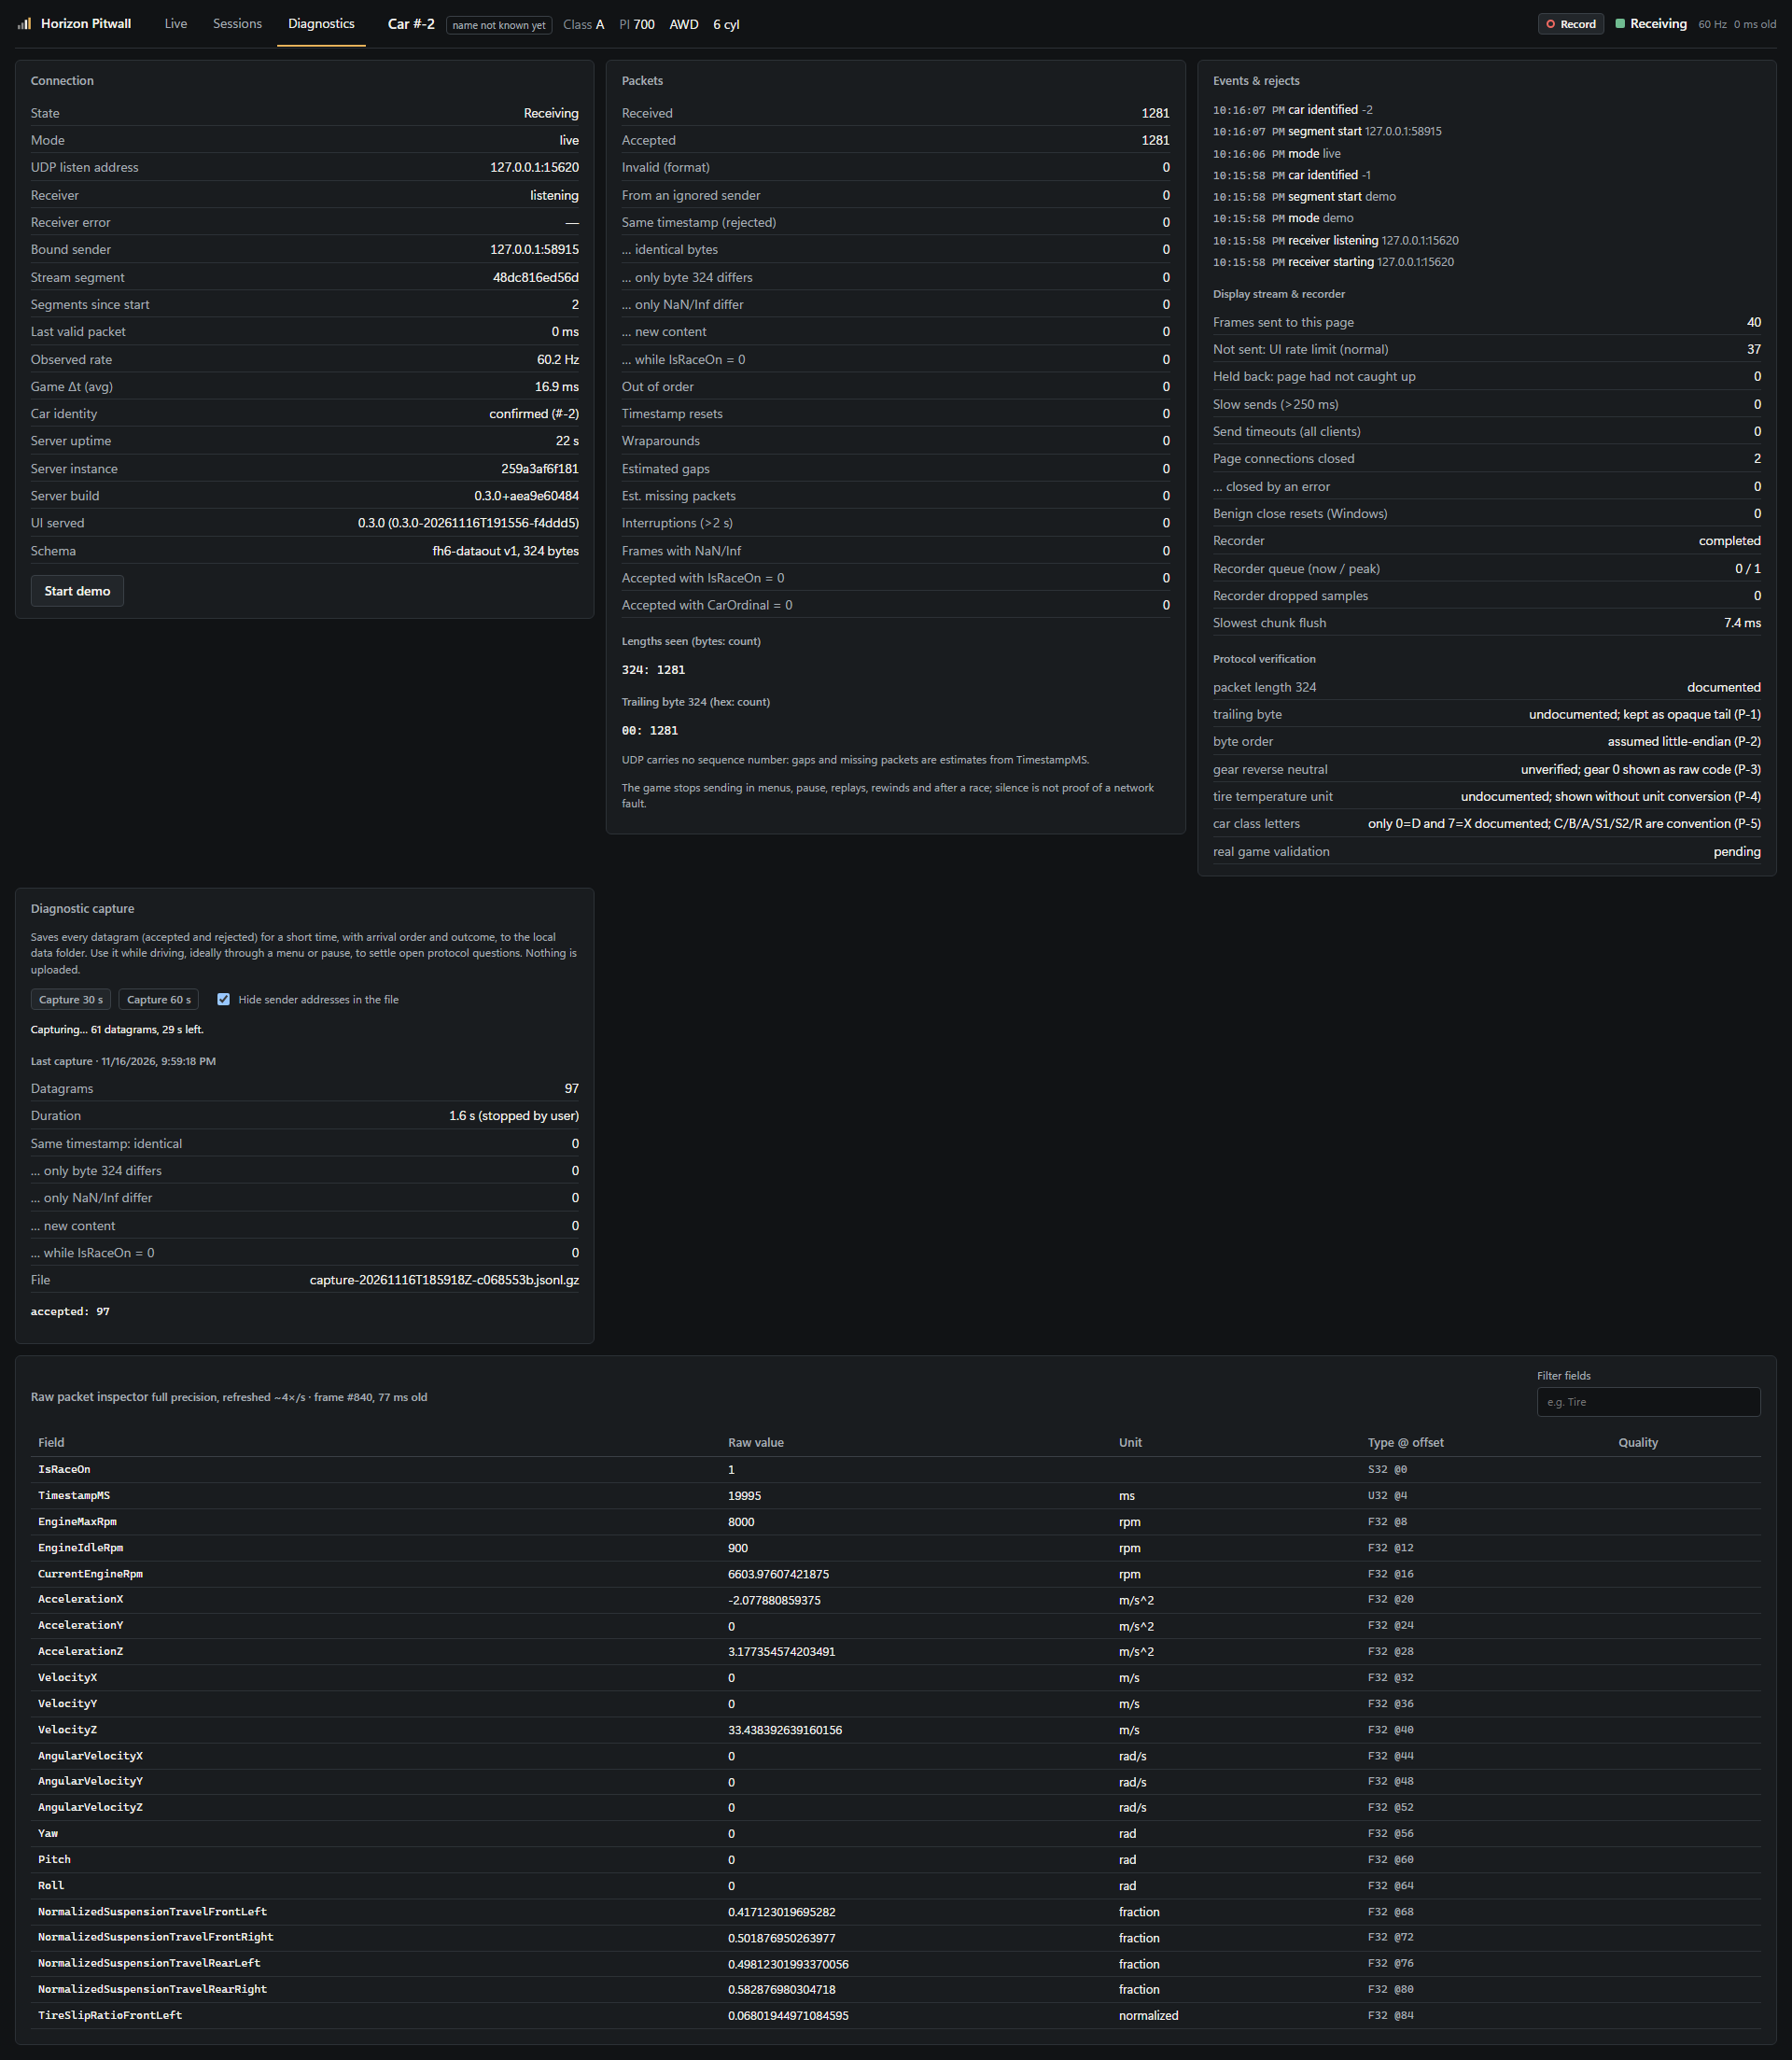 Horizon Pitwall
Live
Sessions
Diagnostics
Car #-2 name not known yet Class A PI 700 AWD 6 cyl
Record
Receiving 60 Hz 0 ms old
Connection
State Receiving
Mode live
UDP listen address 127.0.0.1:15620
Receiver listening
Receiver error —
Bound sender 127.0.0.1:58915
Stream segment 48dc816ed56d
Segments since start 2
Last valid packet 0 ms
Observed rate 60.2 Hz
Game Δt (avg) 16.9 ms
Car identity confirmed (#-2)
Server uptime 22 s
Server instance 259a3af6f181
Server build 0.3.0+aea9e60484
UI served 0.3.0 (0.3.0-20261116T191556-f4ddd5)
Schema fh6-dataout v1, 324 bytes
Start demo
Packets
Received 1281
Accepted 1281
Invalid (format) 0
From an ignored sender 0
Same timestamp (rejected) 0
... identical bytes 0
... only byte 324 differs 0
... only NaN/Inf differ 0
... new content 0
... while IsRaceOn = 0 0
Out of order 0
Timestamp resets 0
Wraparounds 0
Estimated gaps 0
Est. missing packets 0
Interruptions (>2 s) 0
Frames with NaN/Inf 0
Accepted with IsRaceOn = 0 0
Accepted with CarOrdinal = 0 0
Lengths seen (bytes: count)
324: 1281
Trailing byte 324 (hex: count)
00: 1281
UDP carries no sequence number: gaps and missing packets are estimates from TimestampMS.
The game stops sending in menus, pause, replays, rewinds and after a race; silence is not proof of a network
fault.
Events & rejects
10:16:07 PM car identified -2
10:16:07 PM segment start 127.0.0.1:58915
10:16:06 PM mode live
10:15:58 PM car identified -1
10:15:58 PM segment start demo
10:15:58 PM mode demo
10:15:58 PM receiver listening 127.0.0.1:15620
10:15:58 PM receiver starting 127.0.0.1:15620
Display stream & recorder
Frames sent to this page 40
Not sent: UI rate limit (normal) 37
Held back: page had not caught up 0
Slow sends (>250 ms) 0
Send timeouts (all clients) 0
Page connections closed 2
... closed by an error 0
Benign close resets (Windows) 0
Recorder completed
Recorder queue (now / peak) 0 / 1
Recorder dropped samples 0
Slowest chunk flush 7.4 ms
Protocol verification
packet length 324 documented
trailing byte undocumented; kept as opaque tail (P-1)
byte order assumed little-endian (P-2)
gear reverse neutral unverified; gear 0 shown as raw code (P-3)
tire temperature unit undocumented; shown without unit conversion (P-4)
car class letters only 0=D and 7=X documented; C/B/A/S1/S2/R are convention (P-5)
real game validation pending
Diagnostic capture
Saves every datagram (accepted and rejected) for a short time, with arrival order and outcome, to the local
data folder. Use it while driving, ideally through a menu or pause, to settle open protocol questions. Nothing is
uploaded.
Capture 30 s Capture 60 s Hide sender addresses in the file
Capturing... 61 datagrams, 29 s left.
Last capture · 11/16/2026, 9:59:18 PM
Datagrams 97
Duration 1.6 s (stopped by user)
Same timestamp: identical 0
... only byte 324 differs 0
... only NaN/Inf differ 0
... new content 0
... while IsRaceOn = 0 0
File capture-20261116T185918Z-c068553b.jsonl.gz
accepted: 97
Raw packet inspector full precision, refreshed ~4×/s · frame #840, 77 ms old
Filter fields
e.g. Tire
Field Raw value Unit Type @ offset Quality
IsRaceOn 1 S32 @0
TimestampMS 19995 ms U32 @4
EngineMaxRpm 8000 rpm F32 @8
EngineIdleRpm 900 rpm F32 @12
CurrentEngineRpm 6603.97607421875 rpm F32 @16
AccelerationX -2.077880859375 m/s^2 F32 @20
AccelerationY 0 m/s^2 F32 @24
AccelerationZ 3.177354574203491 m/s^2 F32 @28
VelocityX 0 m/s F32 @32
VelocityY 0 m/s F32 @36
VelocityZ 33.438392639160156 m/s F32 @40
AngularVelocityX 0 rad/s F32 @44
AngularVelocityY 0 rad/s F32 @48
AngularVelocityZ 0 rad/s F32 @52
Yaw 0 rad F32 @56
Pitch 0 rad F32 @60
Roll 0 rad F32 @64
NormalizedSuspensionTravelFrontLeft 0.417123019695282 fraction F32 @68
NormalizedSuspensionTravelFrontRight 0.501876950263977 fraction F32 @72
NormalizedSuspensionTravelRearLeft 0.49812301993370056 fraction F32 @76
NormalizedSuspensionTravelRearRight 0.582876980304718 fraction F32 @80
TireSlipRatioFrontLeft 0.06801944971084595 normalized F32 @84